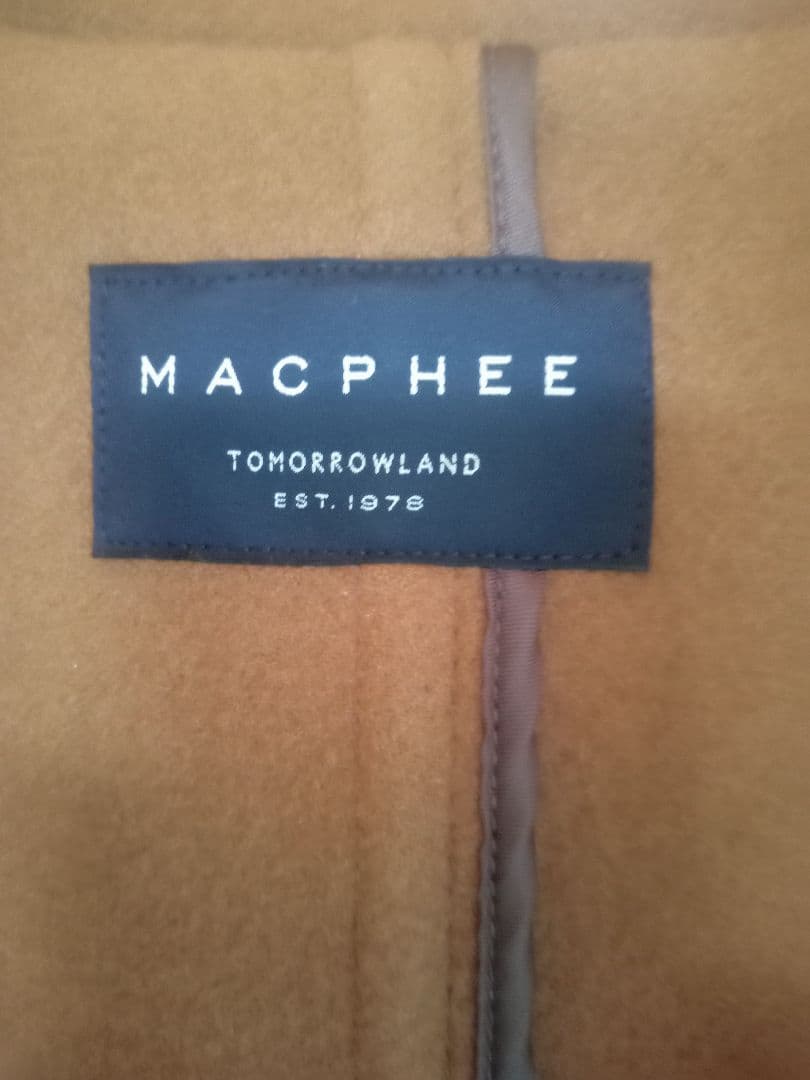 MACPHEE
TOMORROWLAND
EST. 1978